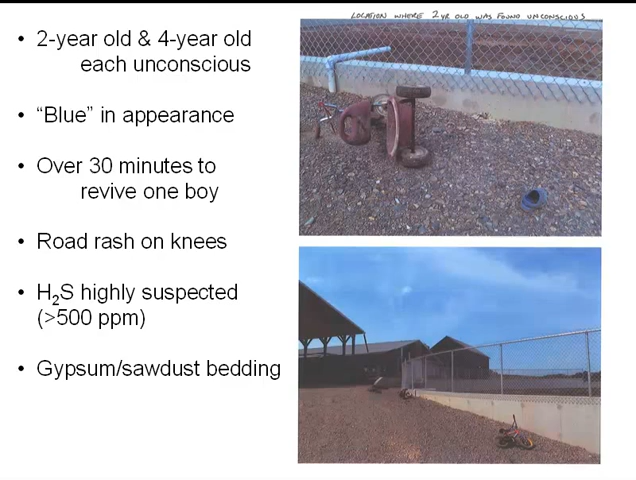 LOCATION WHERE 2 YR OLD WAS FOUND UNCONSCIOUS
• 2-year old & 4-year old
each unconscious
• “Blue” in appearance
• Over 30 minutes to
revive one boy
• Road rash on knees
• H₂S highly suspected
(>500 ppm)
• Gypsum/sawdust bedding